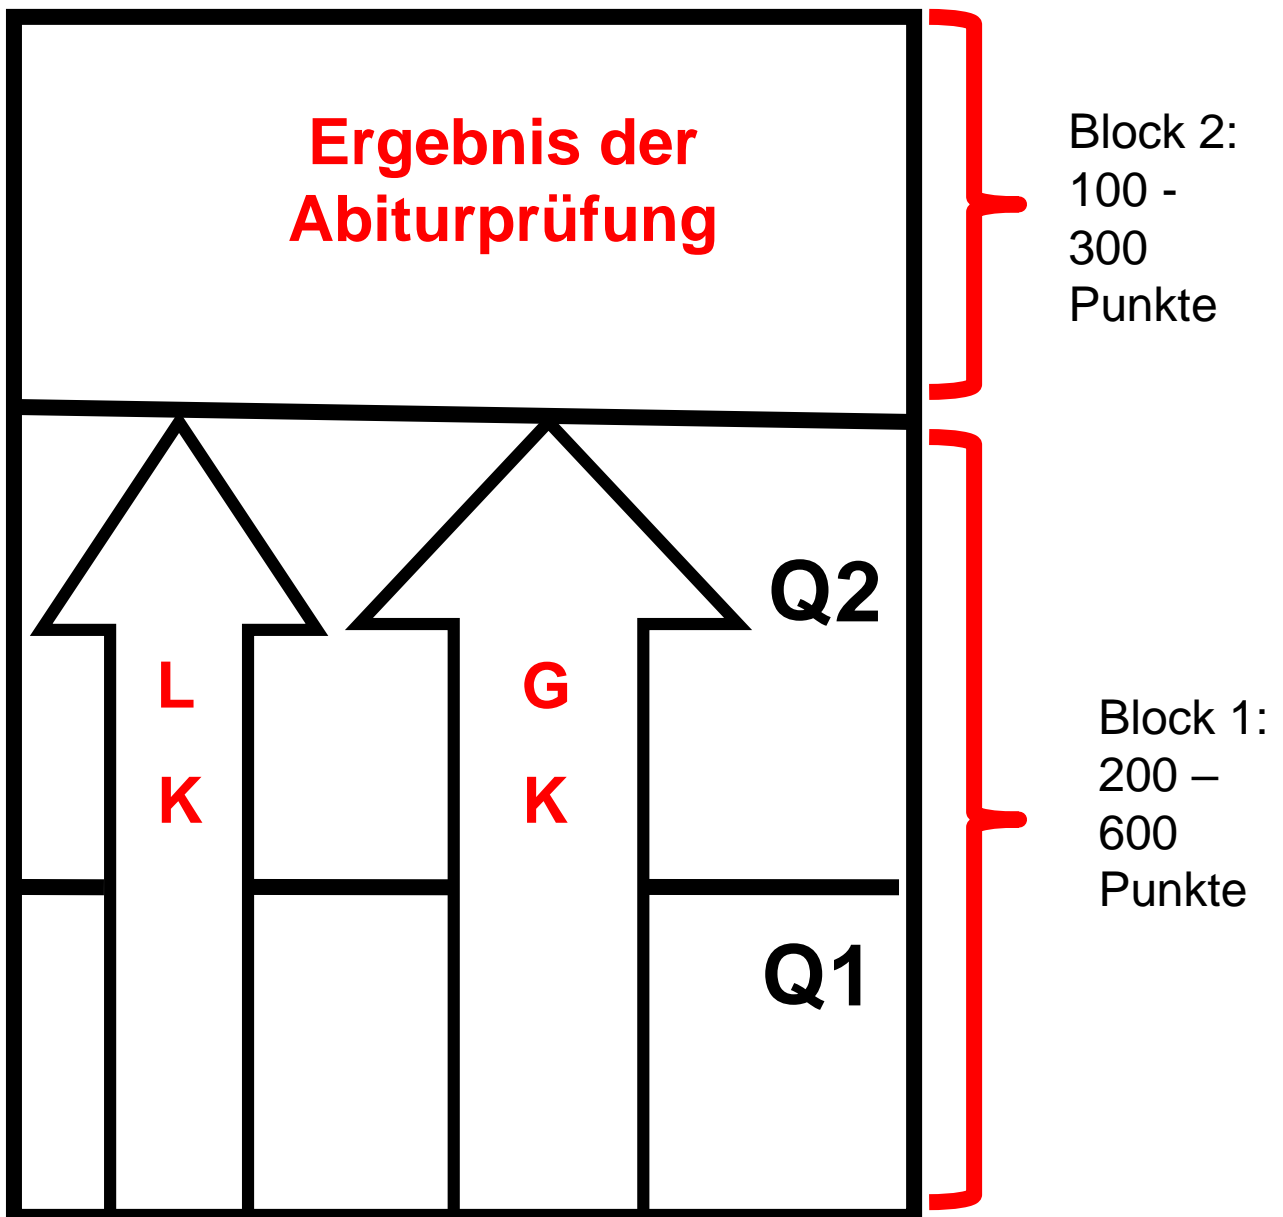 Ergebnis der
Abiturprüfung
Block 2:
100 -
300
Punkte
Q2
L
K
G
K
Block 1:
200 –
600
Punkte
Q1